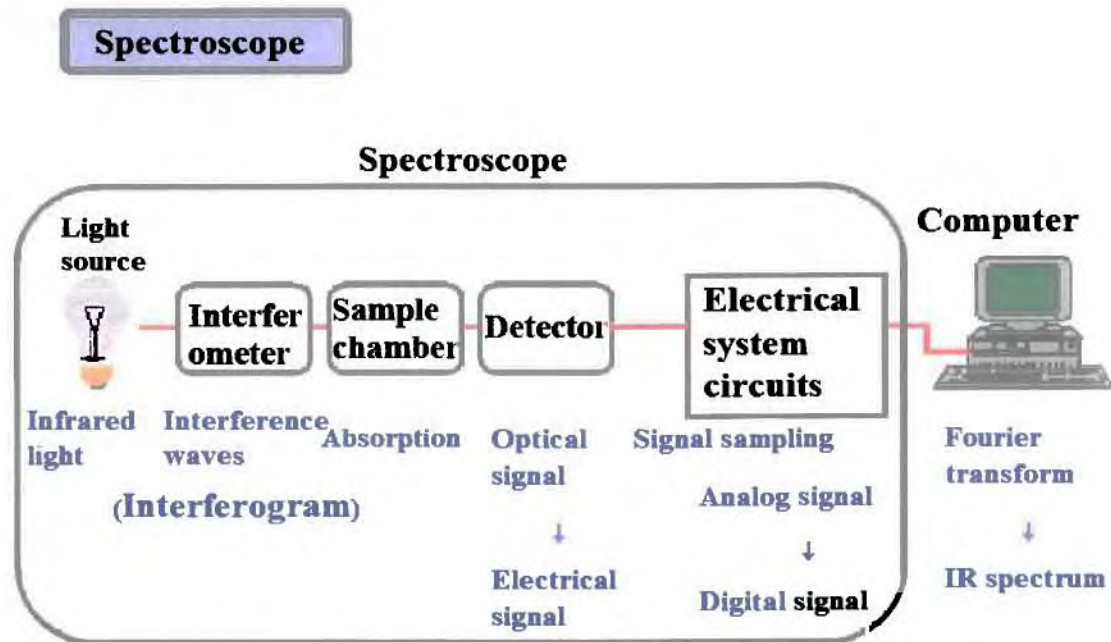 Spectroscope
Spectroscope
Light
source
Interfer
ometer
Sample
chamber
Detector
Electrical
system
circuits
Computer
Infrared
light
Interference
waves
(Interferogram)
Absorption
Optical
signal
↓
Electrical
signal
Signal sampling
Analog signal
↓
Digital signal
Fourier
transform
↓
IR spectrum